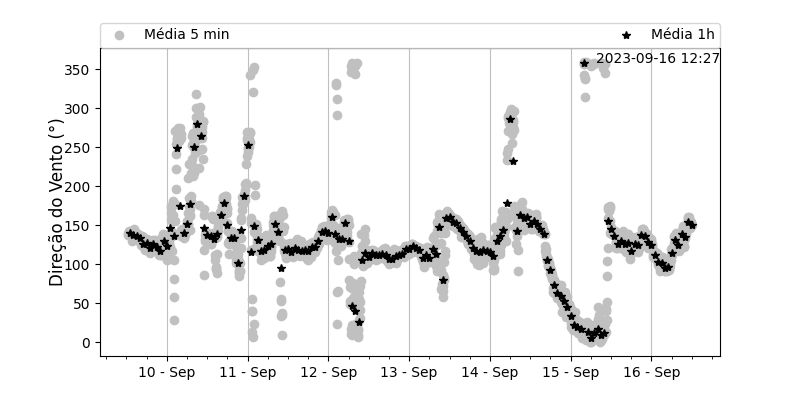 Média 5 min
Média 1h
2023-09-16 12:27
Direção do Vento (°)
350
300
250
200
150
100
50
0
10 - Sep
11 - Sep
12 - Sep
13 - Sep
14 - Sep
15 - Sep
16 - Sep